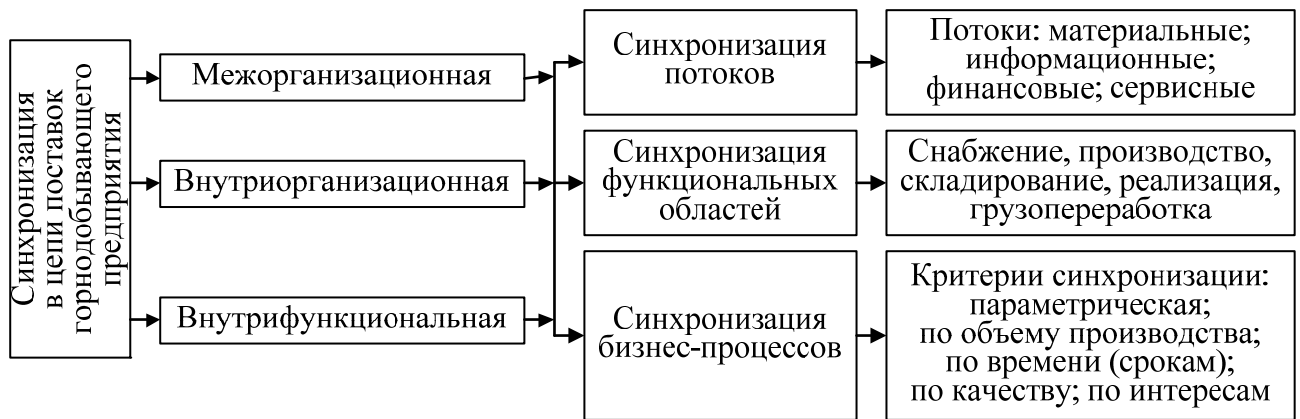 Синхронизация
в цепи поставок
горнодобывающего
предприятия
Межорганизационная
Внутриорганизационная
Внутрифункциональная
Синхронизация
потоков
Синхронизация
функциональных
областей
Синхронизация
бизнес-процессов
Потоки: материальные;
информационные;
финансовые; сервисные
Снабжение, производство,
складирование, реализация,
грузопереработка
Критерии синхронизации:
параметрическая;
по объему производства;
по времени (срокам);
по качеству; по интересам